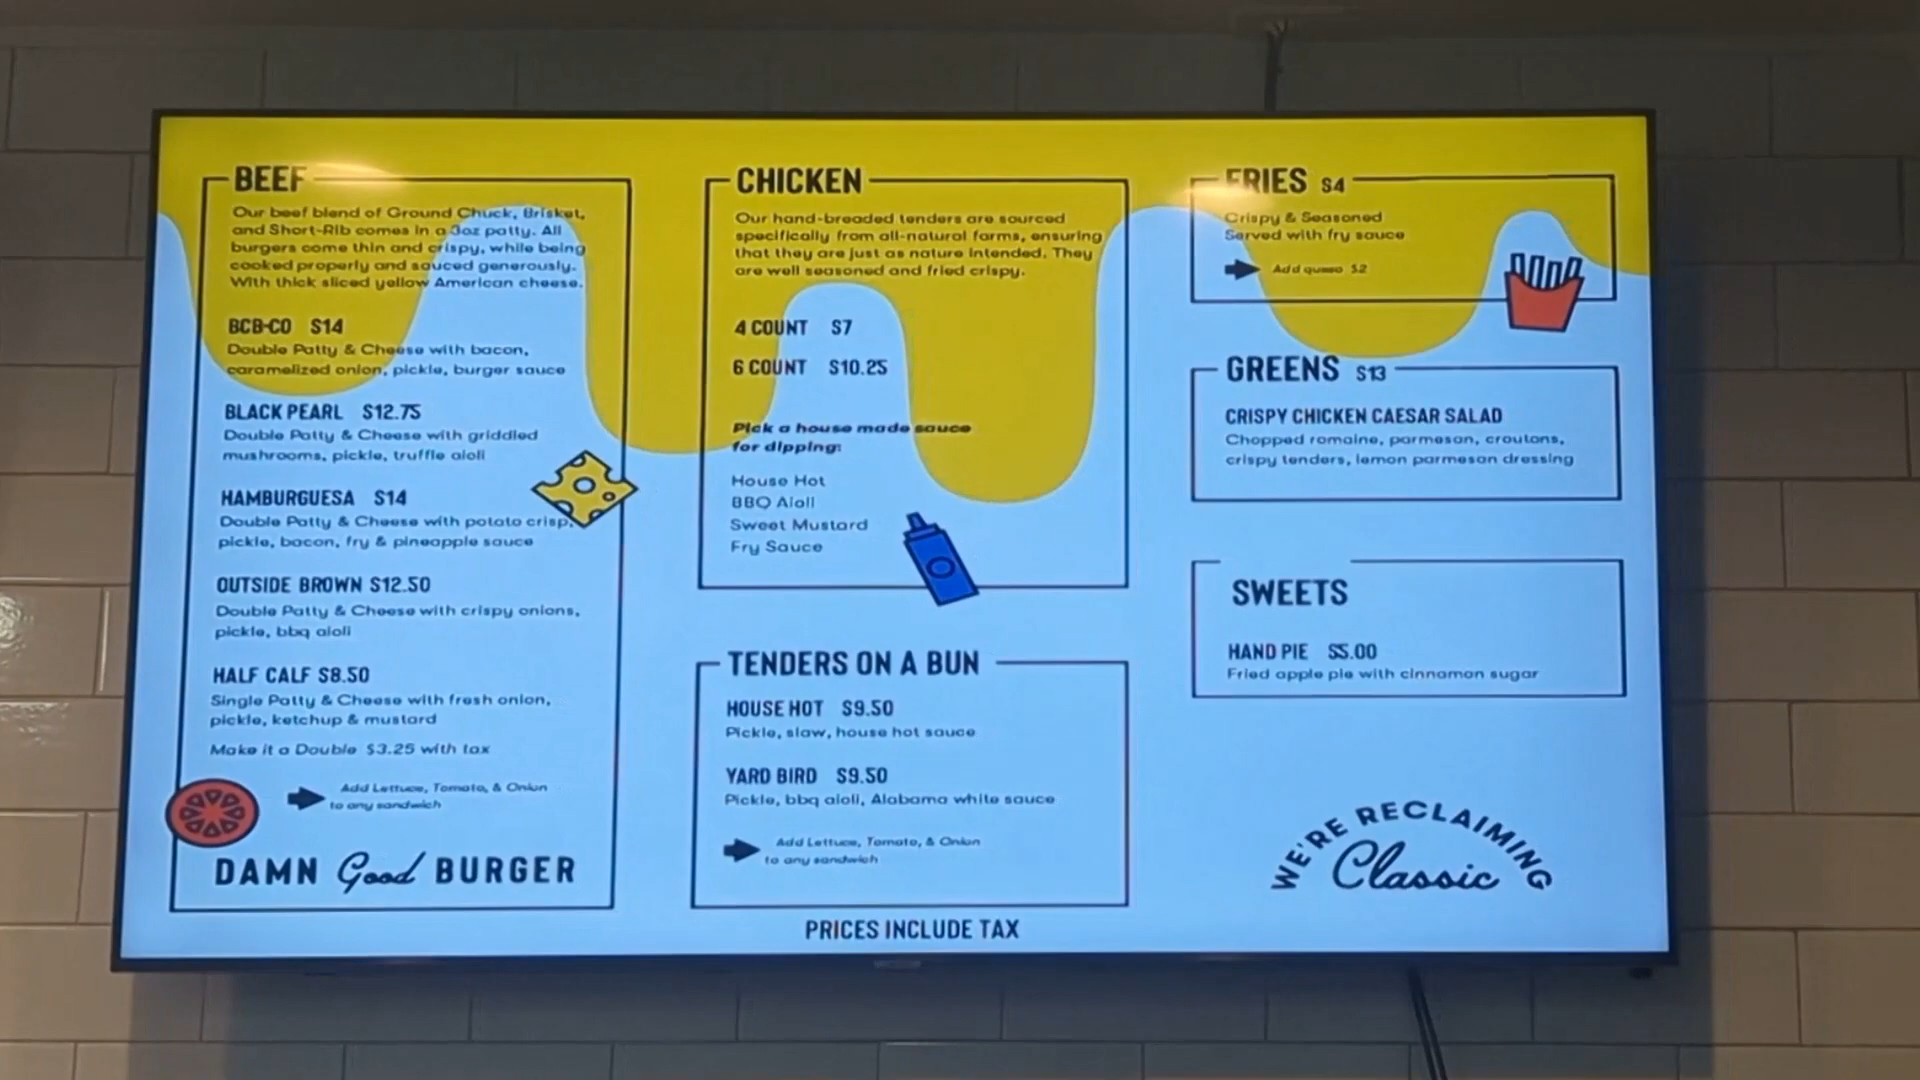 BEEF
Our beef blend of Ground Chuck, Brisket,
and Short-Rib comes in a 3oz patty. All
burgers come thin and crispy, while being
cooked properly and sauced generously.
With thick sliced yellow American cheese.
BCB-CO $14
Double Patty & Cheese with bacon,
caramelized onion, pickle, burger sauce
BLACK PEARL $12.75
Double Patty & Cheese with griddled
mushrooms, pickle, truffle aioli
HAMBURGUESA $14
Double Patty & Cheese with potato crisp,
pickle, bacon, fry & pineapple sauce
OUTSIDE BROWN $12.50
Double Patty & Cheese with crispy onions,
pickle, bbq aioli
HALF CALF $8.50
Single Patty & Cheese with fresh onion,
pickle, ketchup & mustard
Make it a Double $3.25 with tax
Add Lettuce, Tomato, & Onion
to any sandwich
DAMN Good BURGER
CHICKEN
Our hand-breaded tenders are sourced
specifically from all-natural farms, ensuring
that they are just as nature intended. They
are well seasoned and fried crispy.
4 COUNT $7
6 COUNT $10.25
Pick a house made sauce
for dipping:
House Hot
BBQ Aioli
Sweet Mustard
Fry Sauce
TENDERS ON A BUN
HOUSE HOT $9.50
Pickle, slaw, house hot sauce
YARD BIRD $9.50
Pickle, bbq aioli, Alabama white sauce
Add Lettuce, Tomato, & Onion
to any sandwich
PRICES INCLUDE TAX
FRIES $4
Crispy & Seasoned
Served with fry sauce
Add queso $2
GREENS $13
CRISPY CHICKEN CAESAR SALAD
Chopped romaine, parmesan, croutons,
crispy tenders, lemon parmesan dressing
SWEETS
HAND PIE $5.00
Fried apple pie with cinnamon sugar
WE'RE RECLAIMING
Classic